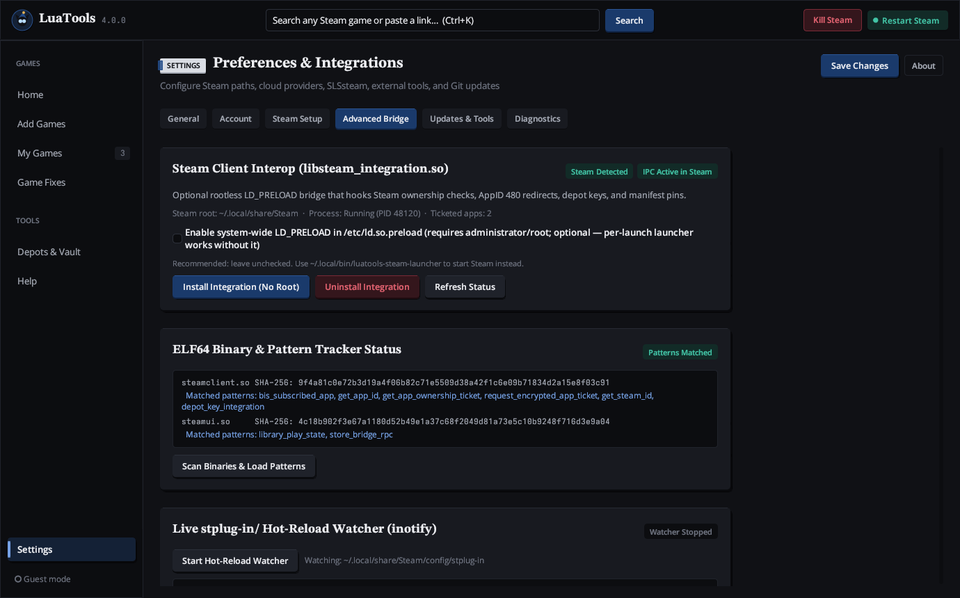 LuaTools 4.0.0
Search any Steam game or paste a link... (Ctrl+K)
Search
Kill Steam
Restart Steam
GAMES
Home
Add Games
My Games 3
Game Fixes
TOOLS
Depots & Vault
Help
Settings
Guest mode
SETTINGS Preferences & Integrations
Save Changes
About
Configure Steam paths, cloud providers, SLSsteam, external tools, and Git updates
General Account Steam Setup Advanced Bridge Updates & Tools Diagnostics
Steam Client Interop (libsteam_integration.so)
Steam Detected IPC Active in Steam
Optional rootless LD_PRELOAD bridge that hooks Steam ownership checks, AppID 480 redirects, depot keys, and manifest pins.
Steam root: ~/.local/share/Steam · Process: Running (PID 48120) · Ticketed apps: 2
Enable system-wide LD_PRELOAD in /etc/ld.so.preload (requires administrator/root; optional — per-launch launcher
works without it)
Recommended: leave unchecked. Use ~/.local/bin/luatools-steam-launcher to start Steam instead.
Install Integration (No Root) Uninstall Integration Refresh Status
ELF64 Binary & Pattern Tracker Status
Patterns Matched
steamclient.so SHA-256: 9f4a81c0e72b3d19a4f06b82c71e5509d38a42f1c6e09b71834d2a15e8f03c91
Matched patterns: bis_subscribed_app, get_app_id, get_app_ownership_ticket, request_encrypted_app_ticket, get_steam_id,
depot_key_integration
steamui.so SHA-256: 4c18b902f3e67a1180d52b49e1a37c68f2049d81a73e5c10b9248f716d3e9a04
Matched patterns: library_play_state, store_bridge_rpc
Scan Binaries & Load Patterns
Live stplug-in/ Hot-Reload Watcher (inotify)
Watcher Stopped
Start Hot-Reload Watcher Watching: ~/.local/share/Steam/config/stplug-in